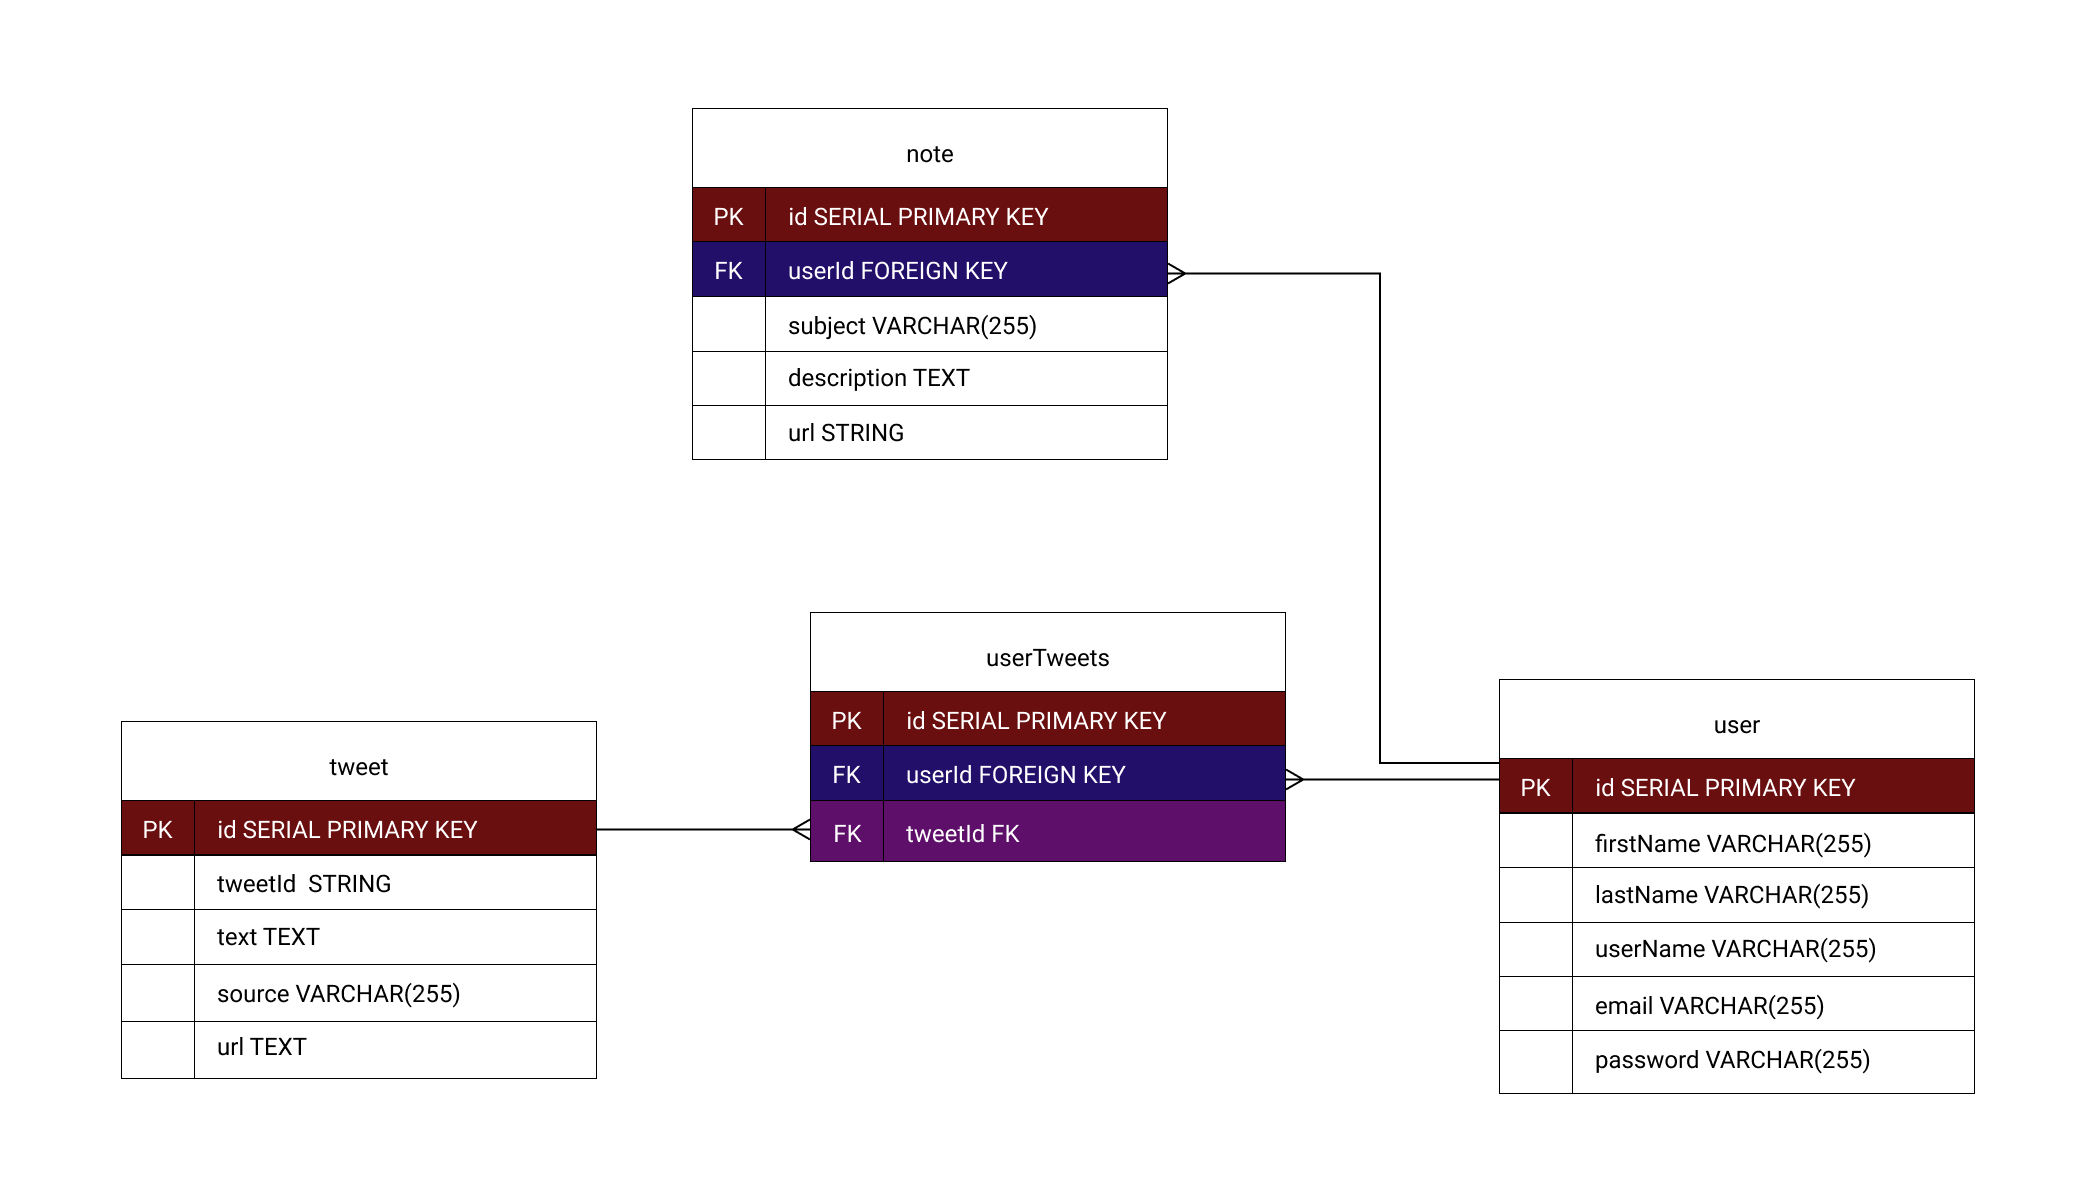 note
PK id SERIAL PRIMARY KEY
FK userId FOREIGN KEY
subject VARCHAR(255)
description TEXT
url STRING
userTweets
PK id SERIAL PRIMARY KEY
FK userId FOREIGN KEY
FK tweetId FK
tweet
PK id SERIAL PRIMARY KEY
tweetId  STRING
text TEXT
source VARCHAR(255)
url TEXT
user
PK id SERIAL PRIMARY KEY
firstName VARCHAR(255)
lastName VARCHAR(255)
userName VARCHAR(255)
email VARCHAR(255)
password VARCHAR(255)